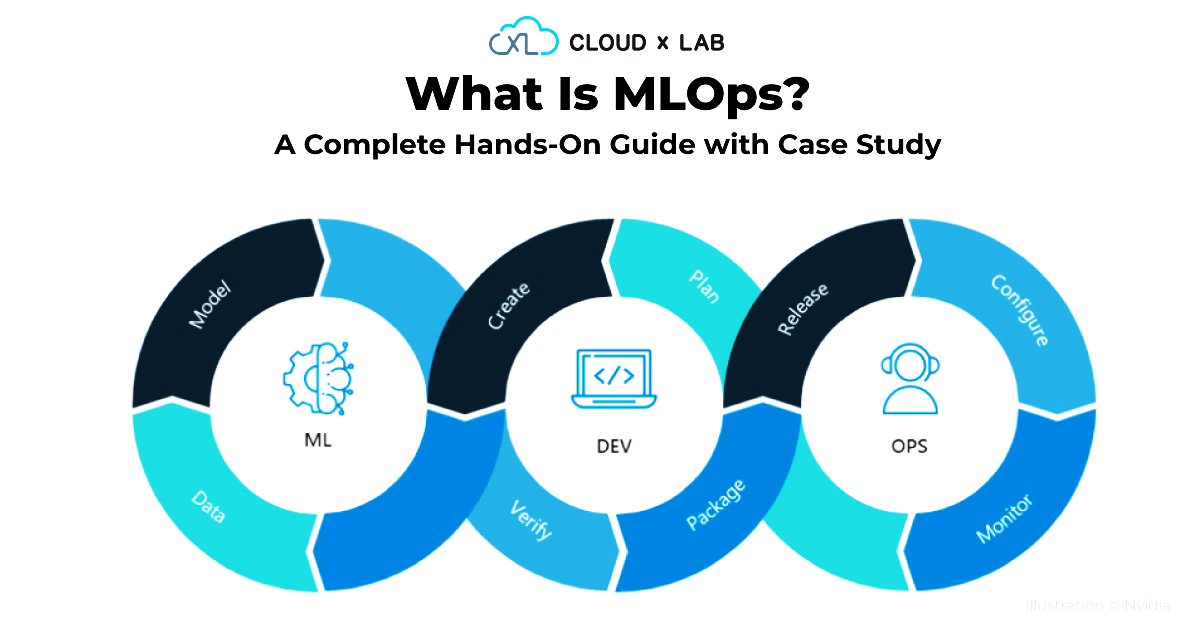 CXL CLOUD x LAB
What Is MLOps?
A Complete Hands-On Guide with Case Study
Model
Data
ML
Create
Plan
Verify
Package
DEV
Release
Configure
Monitor
OPS
Illustration © Nvidia